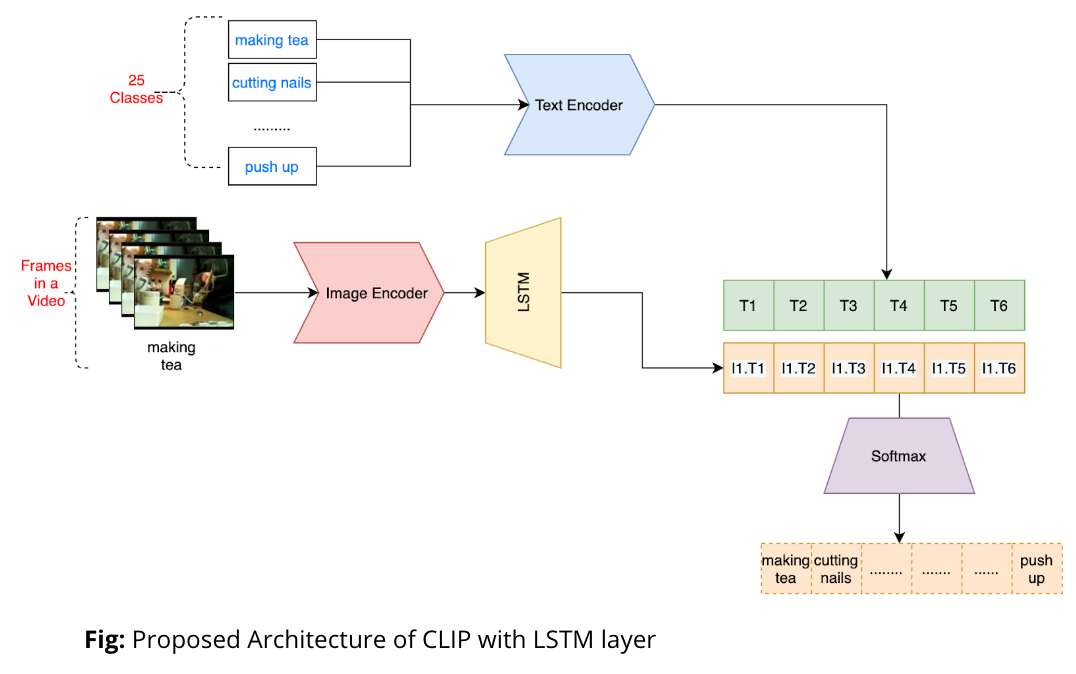 making tea
25
Classes
cutting nails
.........
push up
Text Encoder
Frames
in a
Video
making
tea
Image Encoder
LSTM
T1 T2 T3 T4 T5 T6
I1.T1 I1.T2 I1.T3 I1.T4 I1.T5 I1.T6
Softmax
making cutting ........ ....... ...... push
tea nails up
Fig: Proposed Architecture of CLIP with LSTM layer